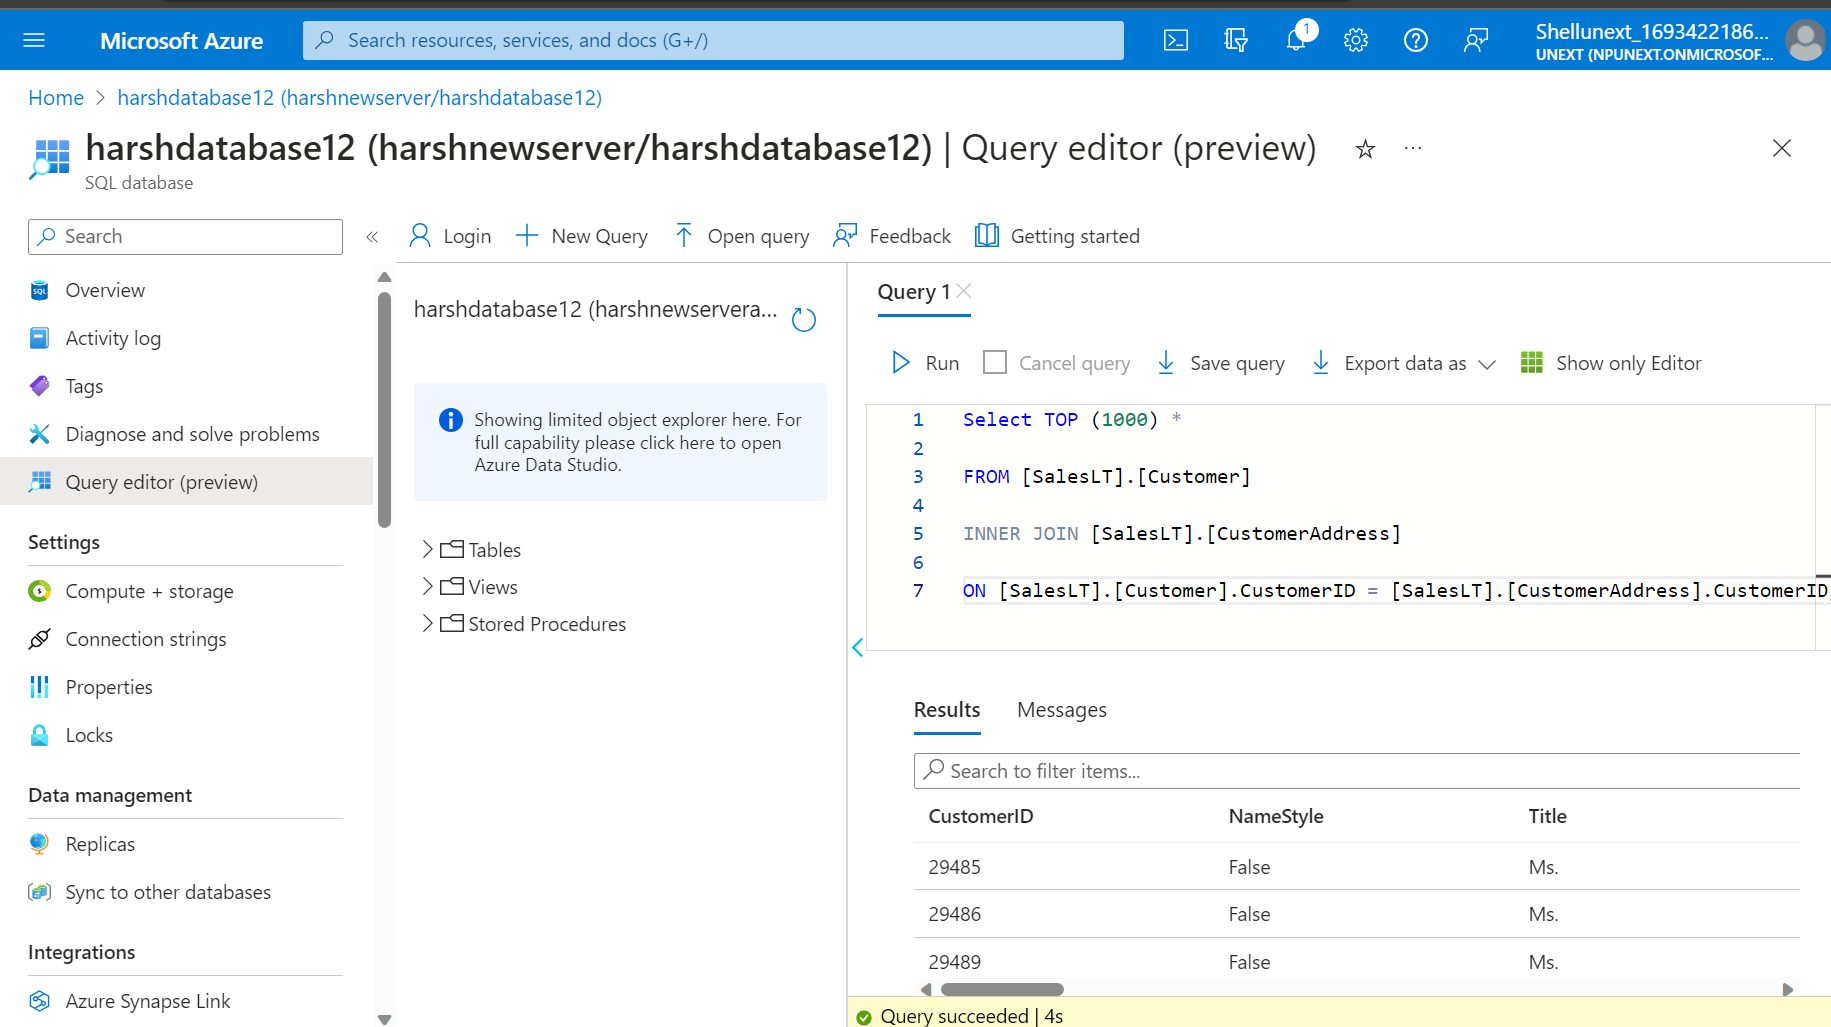 Microsoft Azure
Search resources, services, and docs (G+/)
1
Shellunext_1693422186...
UNEXT (NPUNEXT.ONMICROSOF...
Home > harshdatabase12 (harshnewserver/harshdatabase12)
harshdatabase12 (harshnewserver/harshdatabase12) | Query editor (preview)
...
SQL database
Search
«
Overview
Activity log
Tags
Diagnose and solve problems
Query editor (preview)
Settings
Compute + storage
Connection strings
Properties
Locks
Data management
Replicas
Sync to other databases
Integrations
Azure Synapse Link
Login
New Query
Open query
Feedback
Getting started
harshdatabase12 (harshnewservera...
Showing limited object explorer here. For
full capability please click here to open
Azure Data Studio.
Tables
Views
Stored Procedures
Query 1
Run
Cancel query
Save query
Export data as
Show only Editor
1 Select TOP (1000) *
2
3 FROM [SalesLT].[Customer]
4
5 INNER JOIN [SalesLT].[CustomerAddress]
6
7 ON [SalesLT].[Customer].CustomerID = [SalesLT].[CustomerAddress].CustomerID
Results Messages
Search to filter items...
CustomerID NameStyle Title
29485 False Ms.
29486 False Ms.
29489 False Ms.
Query succeeded | 4s